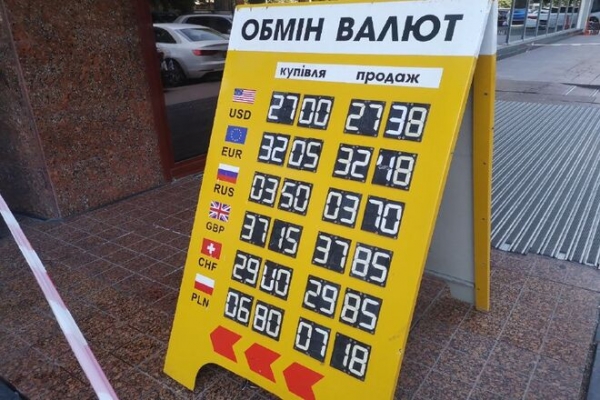 ОБМІН ВАЛЮТ
купівля продаж
USD 27 00 27 38
EUR 32 05 32 48
RUS 03 50 03 70
GBP 37 15 37 85
CHF 29 00 29 85
PLN 06 80 07 18